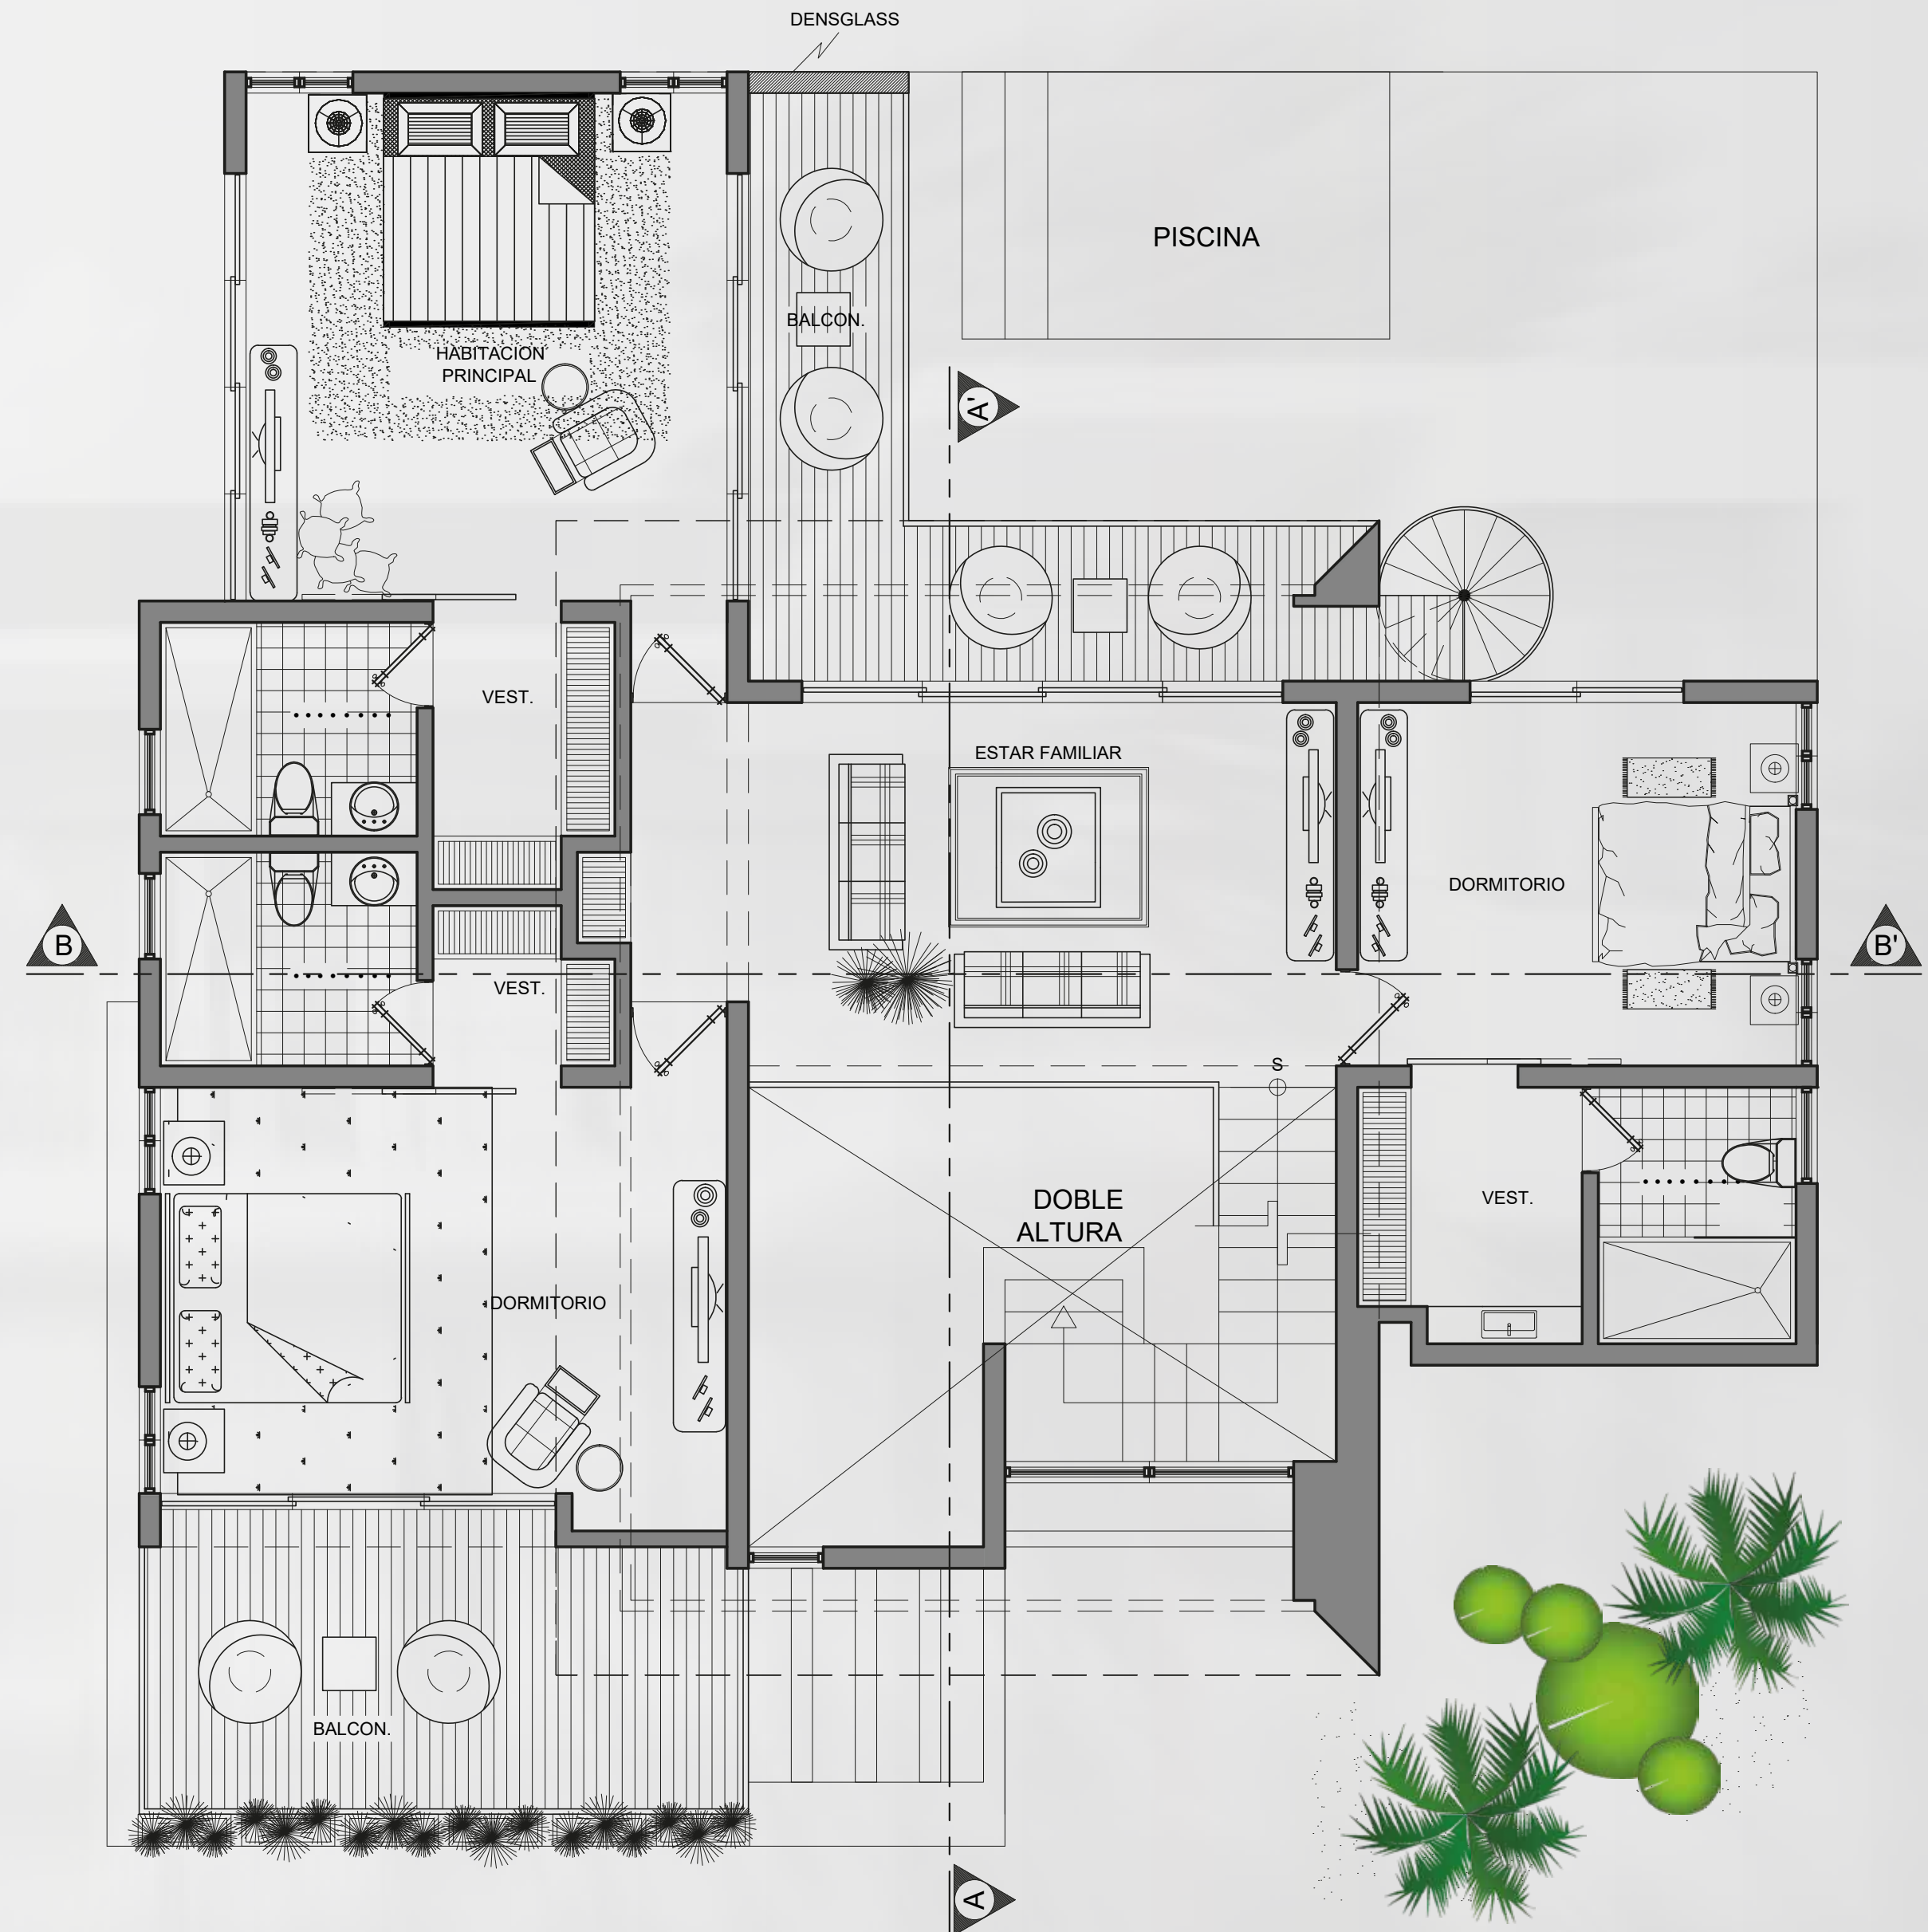 DENSGLASS
PISCINA
BALCON.
HABITACION
PRINCIPAL
A'
VEST.
ESTAR FAMILIAR
DORMITORIO
B
B'
VEST.
S
DOBLE
ALTURA
VEST.
DORMITORIO
BALCON.
A